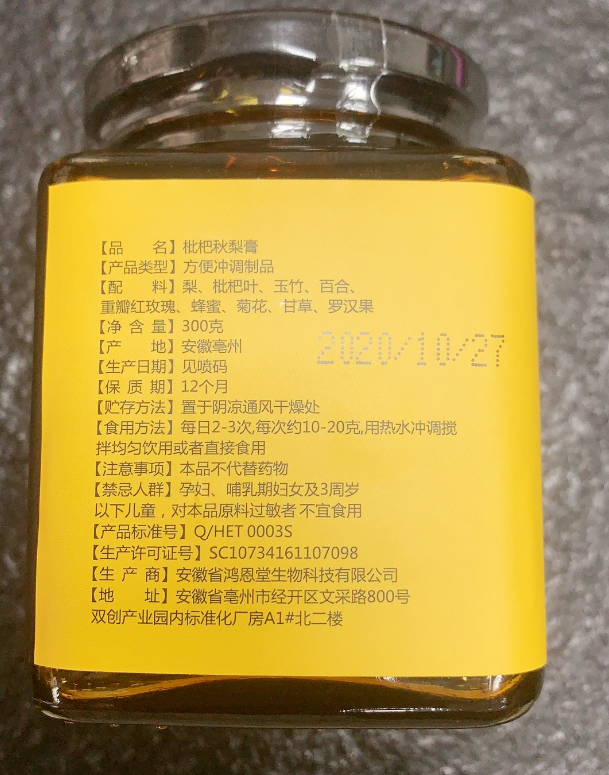 【品　　名】枇杷秋梨膏
【产品类型】方便冲调制品
【配　　料】梨、枇杷叶、玉竹、百合、
重瓣红玫瑰、蜂蜜、菊花、甘草、罗汉果
【净 含 量】300克
【产　　地】安徽亳州
2020/10/27
【生产日期】见喷码
【保 质 期】12个月
【贮存方法】置于阴凉通风干燥处
【食用方法】每日2-3次,每次约10-20克,用热水冲调搅
拌均匀饮用或者直接食用
【注意事项】本品不代替药物
【禁忌人群】孕妇、哺乳期妇女及3周岁
以下儿童，对本品原料过敏者 不宜食用
【产品标准号】Q/HET 0003S
【生产许可证号】SC10734161107098
【生 产 商】安徽省鸿恩堂生物科技有限公司
【地　　址】安徽省亳州市经开区文采路800号
双创产业园内标准化厂房A1#北二楼